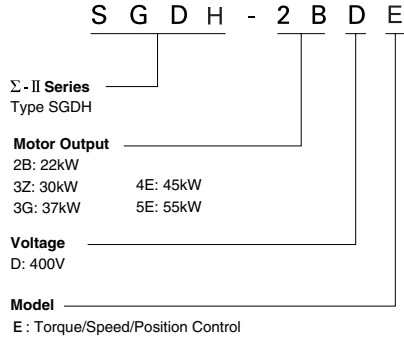 S G D H - 2 B D E
Σ-Ⅱ Series
Type SGDH
Motor Output
2B: 22kW
3Z: 30kW 4E: 45kW
3G: 37kW 5E: 55kW
Voltage
D: 400V
Model
E : Torque/Speed/Position Control